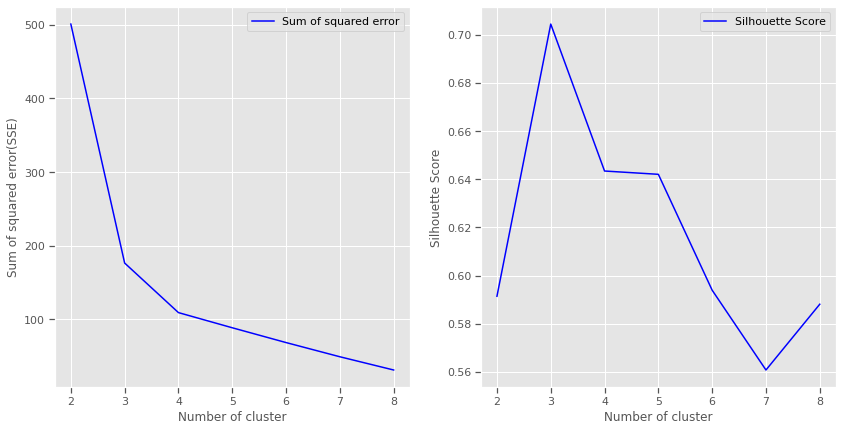 Sum of squared error
500
400
300
200
100
Sum of squared error(SSE)
2 3 4 5 6 7 8
Number of cluster
Silhouette Score
0.70
0.68
0.66
0.64
0.62
0.60
0.58
0.56
Silhouette Score
2 3 4 5 6 7 8
Number of cluster